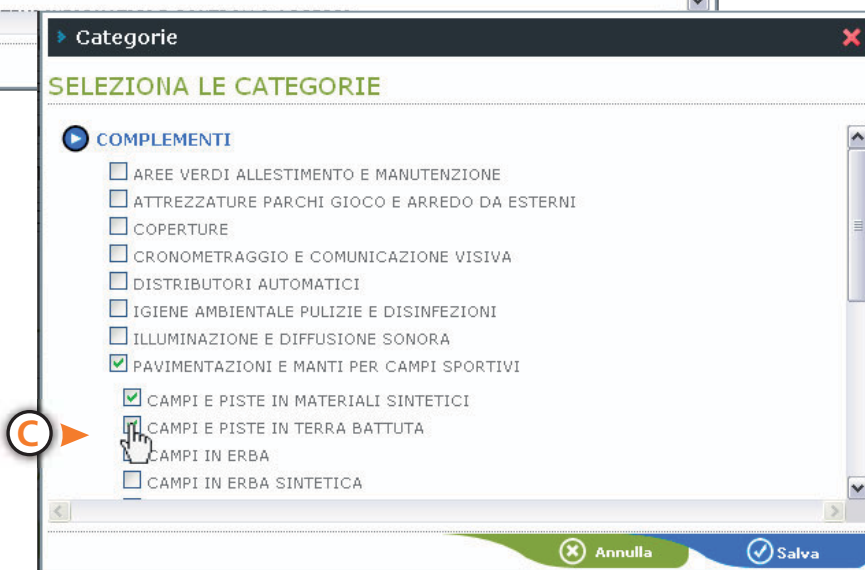 Categorie
SELEZIONA LE CATEGORIE
COMPLEMENTI
AREE VERDI ALLESTIMENTO E MANUTENZIONE
ATTREZZATURE PARCHI GIOCO E ARREDO DA ESTERNI
COPERTURE
CRONOMETRAGGIO E COMUNICAZIONE VISIVA
DISTRIBUTORI AUTOMATICI
IGIENE AMBIENTALE PULIZIE E DISINFEZIONI
ILLUMINAZIONE E DIFFUSIONE SONORA
PAVIMENTAZIONI E MANTI PER CAMPI SPORTIVI
CAMPI E PISTE IN MATERIALI SINTETICI
C CAMPI E PISTE IN TERRA BATTUTA
CAMPI IN ERBA
CAMPI IN ERBA SINTETICA
Annulla Salva